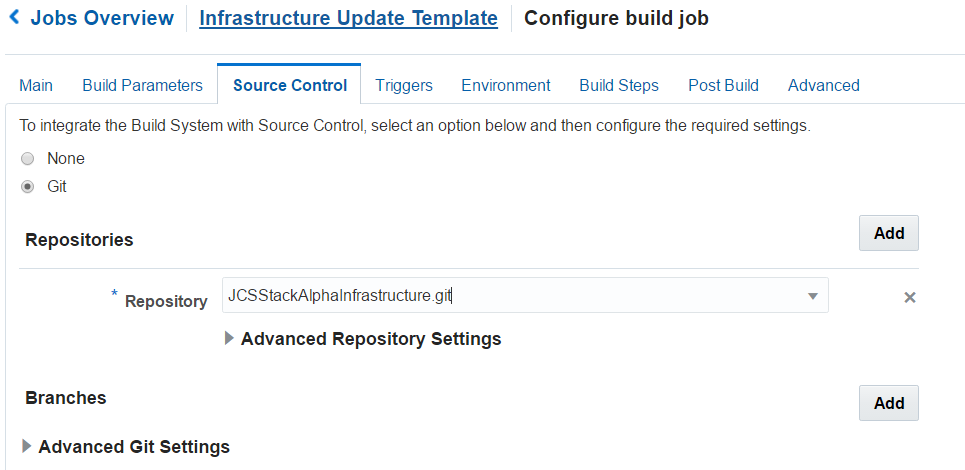 Jobs Overview Infrastructure Update Template Configure build job
Main Build Parameters Source Control Triggers Environment Build Steps Post Build Advanced
To integrate the Build System with Source Control, select an option below and then configure the required settings.
None
Git
Repositories Add
* Repository JCSStackAlphaInfrastructure.git
Advanced Repository Settings
Branches Add
Advanced Git Settings